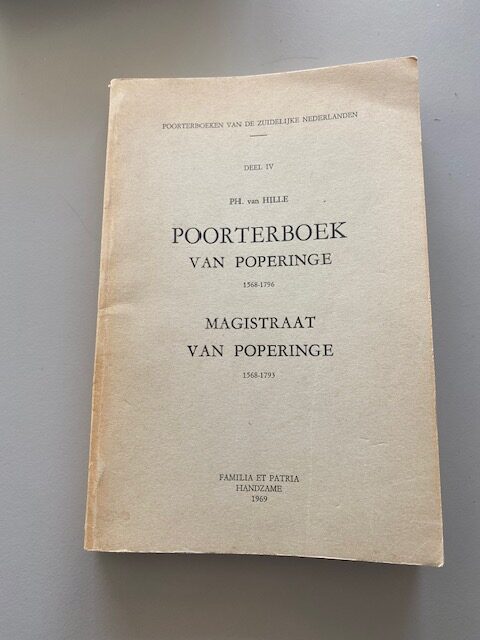 POORTERBOEKEN VAN DE ZUIDELIJKE NEDERLANDEN
DEEL IV
PH. van HILLE
POORTERBOEK
VAN POPERINGE
1568-1796
MAGISTRAAT
VAN POPERINGE
1568-1793
FAMILIA ET PATRIA
HANDZAME
1969